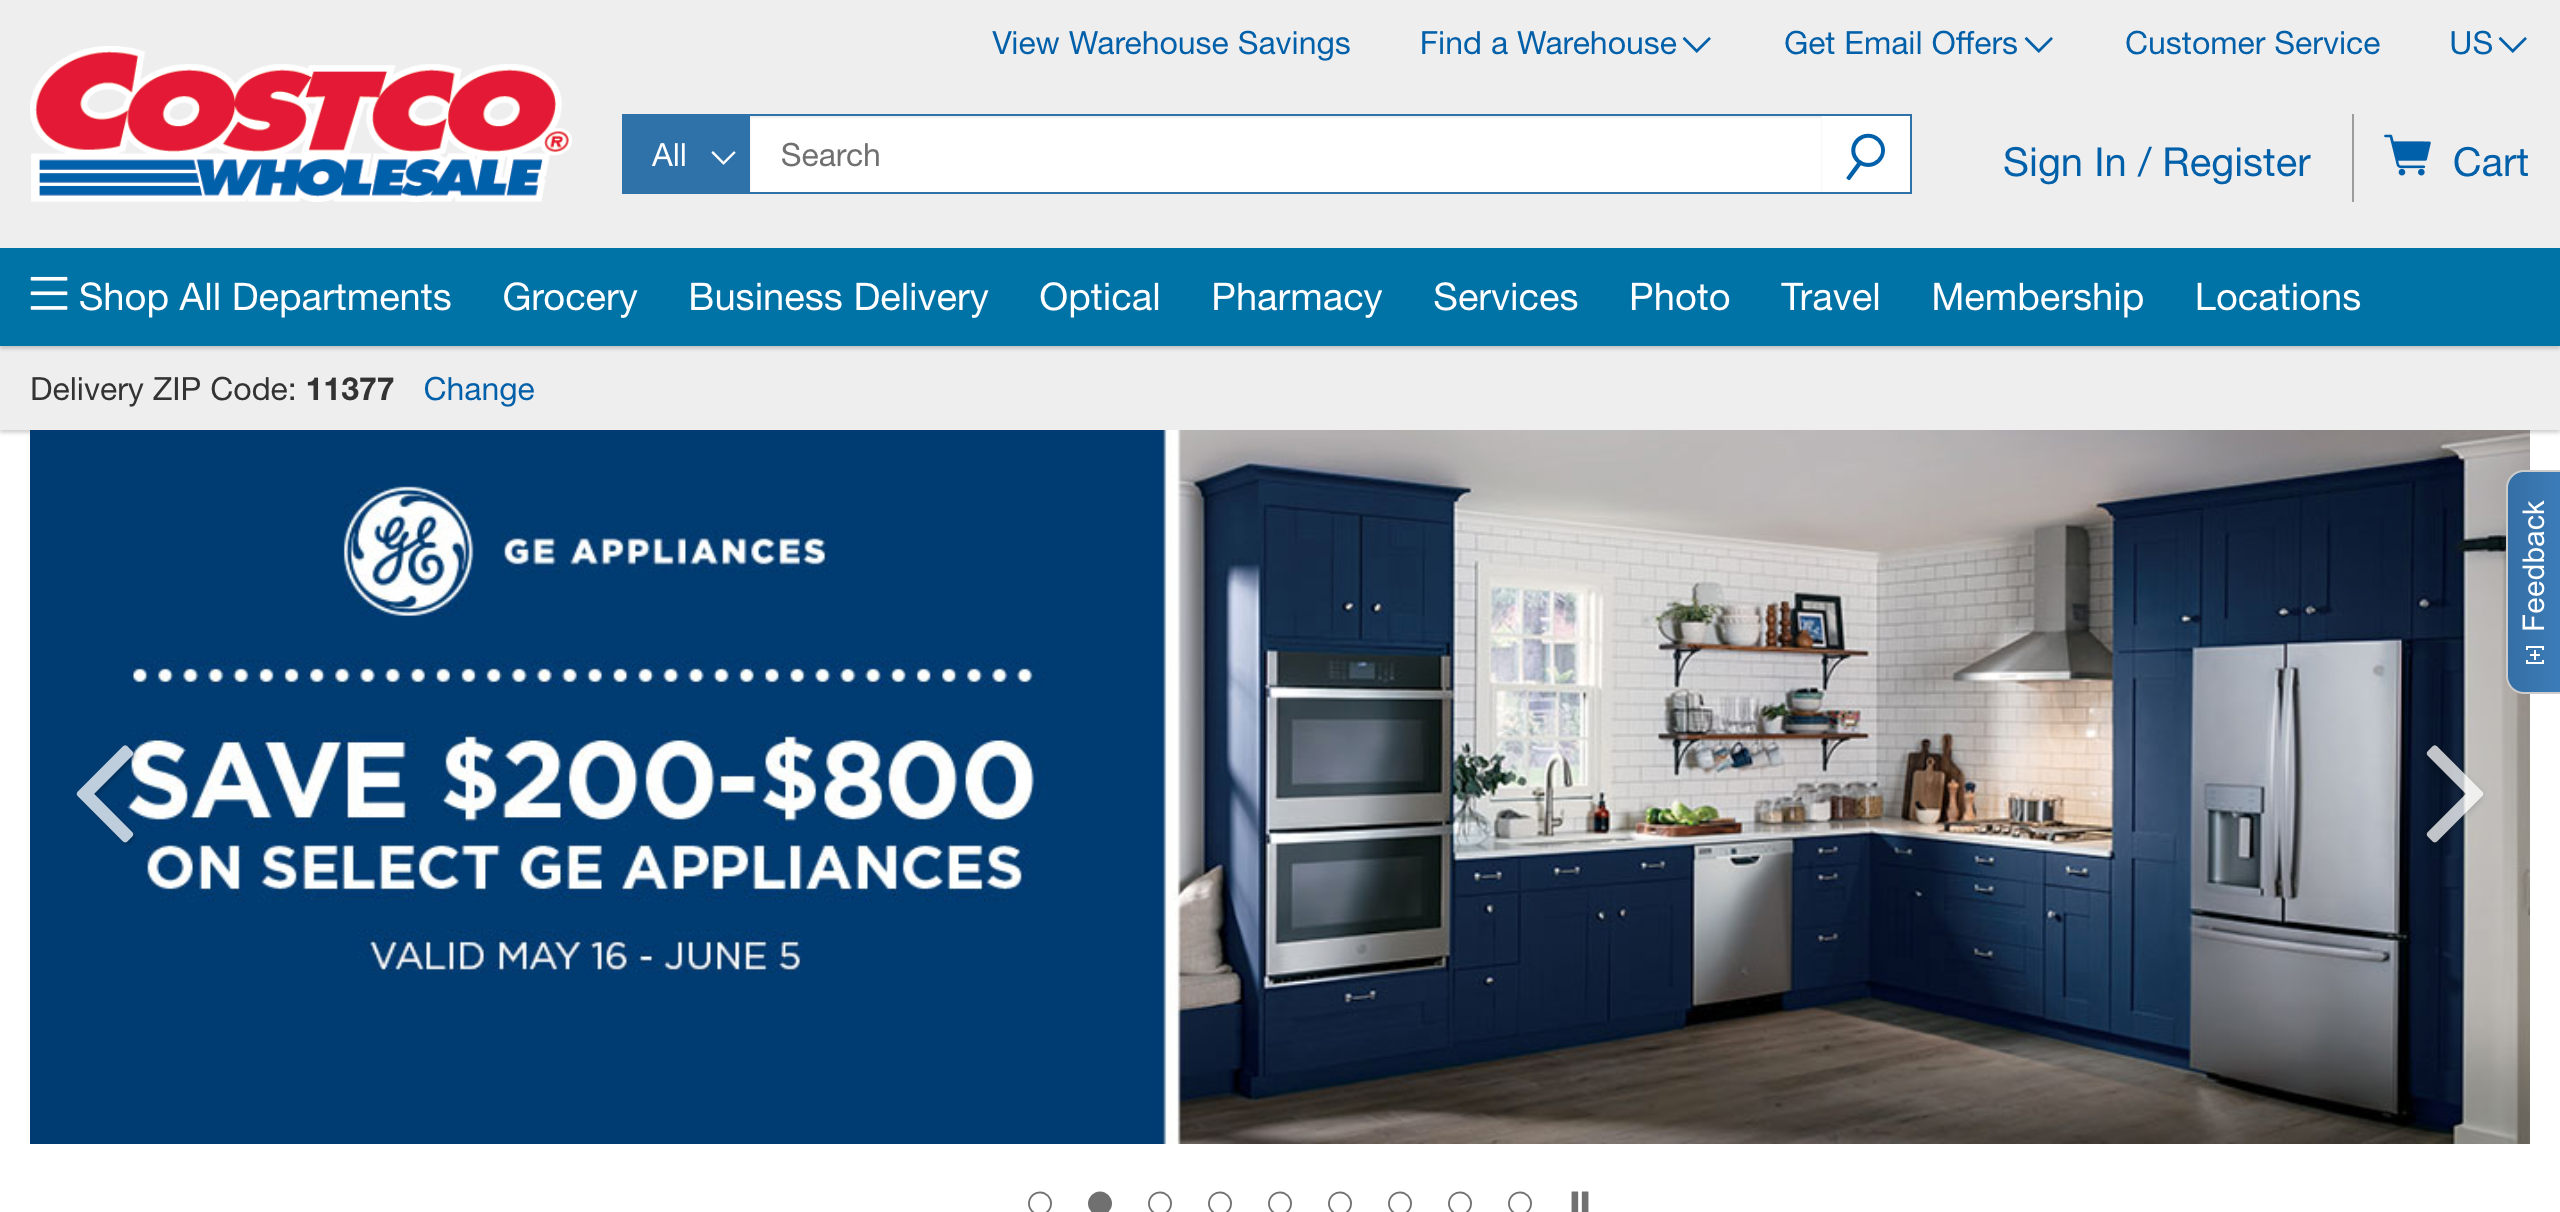 View Warehouse Savings Find a Warehouse Get Email Offers Customer Service US
COSTCO ®
WHOLESALE
All Search
Sign In / Register Cart
Shop All Departments Grocery Business Delivery Optical Pharmacy Services Photo Travel Membership Locations
Delivery ZIP Code: 11377 Change
GE GE APPLIANCES
SAVE $200-$800
ON SELECT GE APPLIANCES
VALID MAY 16 - JUNE 5
[+] Feedback